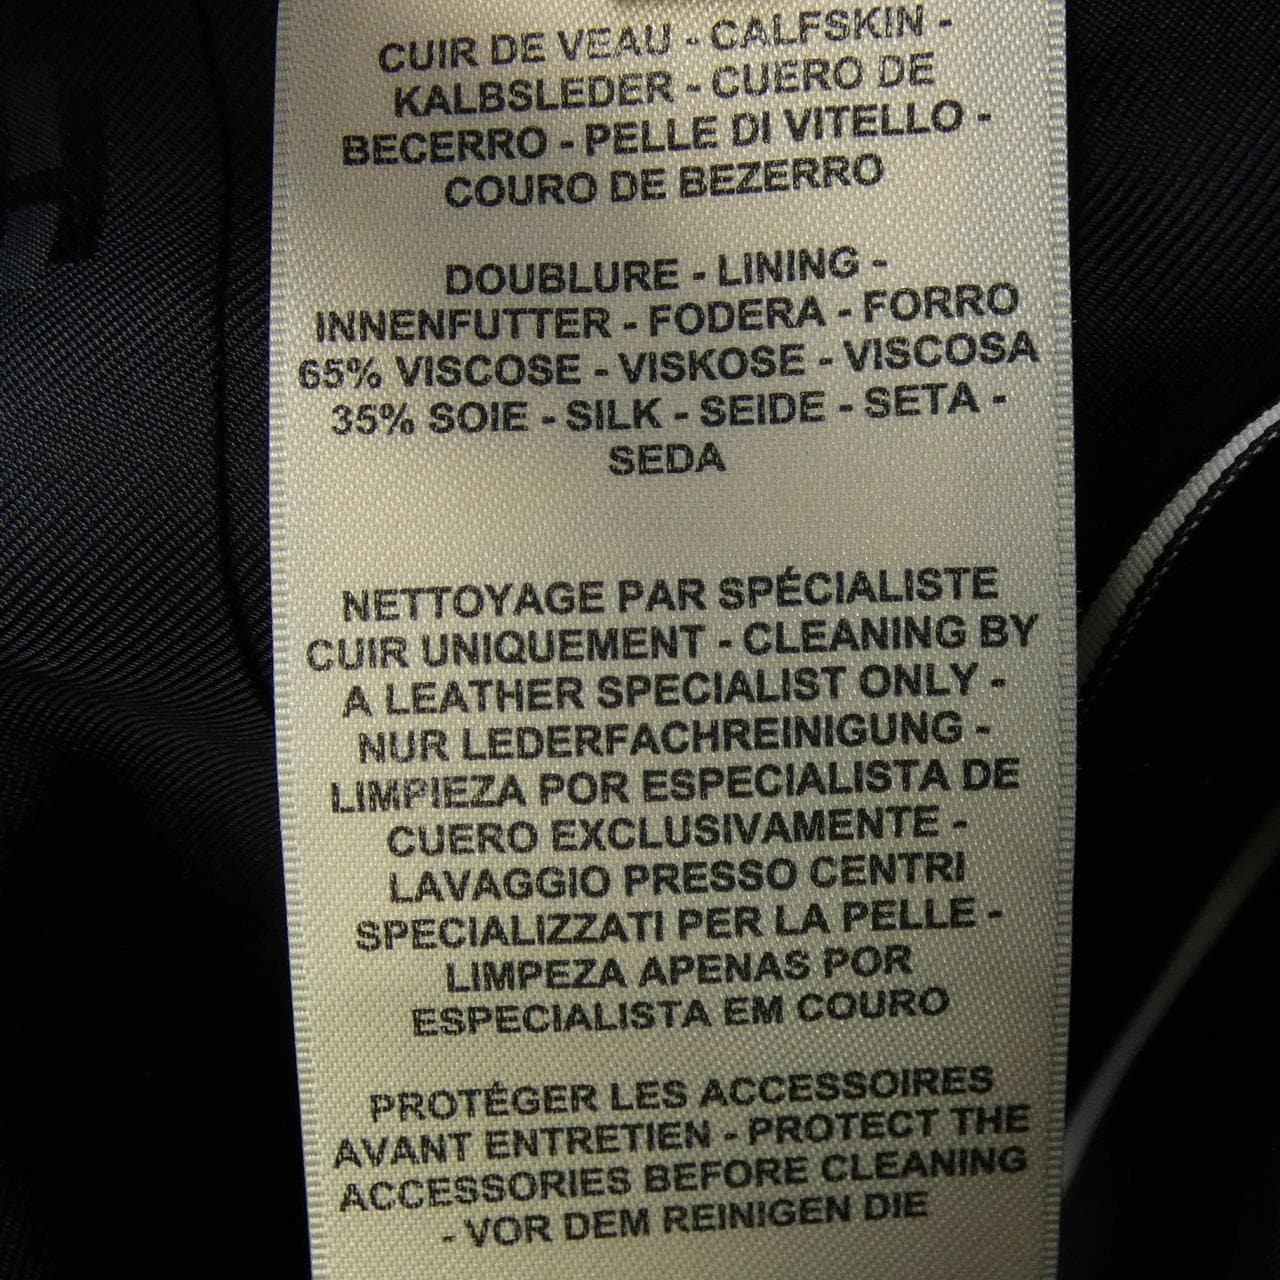 CUIR DE VEAU - CALFSKIN -
KALBSLEDER - CUERO DE
BECERRO - PELLE DI VITELLO -
COURO DE BEZERRO
DOUBLURE - LINING -
INNENFUTTER - FODERA - FORRO
65% VISCOSE - VISKOSE - VISCOSA
35% SOIE - SILK - SEIDE - SETA -
SEDA
NETTOYAGE PAR SPÉCIALISTE
CUIR UNIQUEMENT - CLEANING BY
A LEATHER SPECIALIST ONLY -
NUR LEDERFACHREINIGUNG -
LIMPIEZA POR ESPECIALISTA DE
CUERO EXCLUSIVAMENTE -
LAVAGGIO PRESSO CENTRI
SPECIALIZZATI PER LA PELLE -
LIMPEZA APENAS POR
ESPECIALISTA EM COURO
PROTÉGER LES ACCESSOIRES
AVANT ENTRETIEN - PROTECT THE
ACCESSORIES BEFORE CLEANING
- VOR DEM REINIGEN DIE